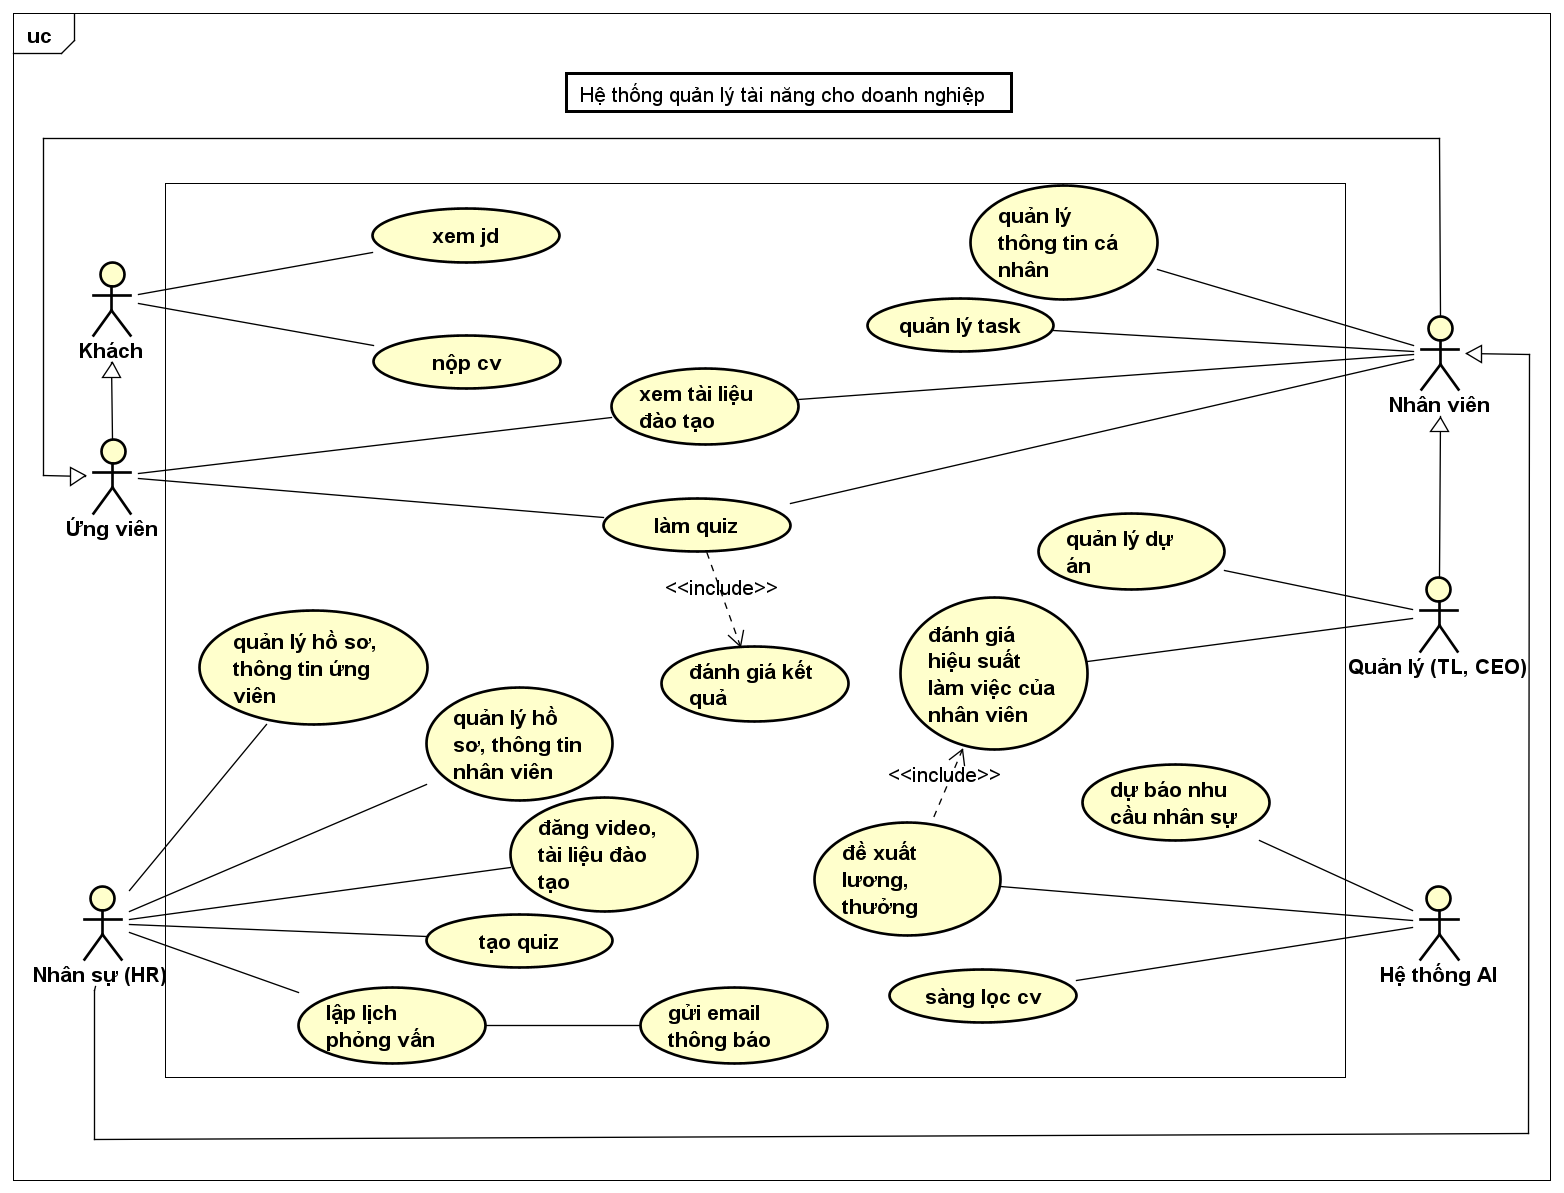 uc
Hệ thống quản lý tài năng cho doanh nghiệp
xem jd
quản lý
thông tin cá
nhân
quản lý task
Khách
nộp cv
xem tài liệu
đào tạo
Nhân viên
Ứng viên
làm quiz
quản lý dự
án
<<include>>
đánh giá
hiệu suất
làm việc của
nhân viên
quản lý hồ sơ,
thông tin ứng
viên
đánh giá kết
quả
Quản lý (TL, CEO)
quản lý hồ
sơ, thông tin
nhân viên
<<include>>
dự báo nhu
cầu nhân sự
đăng video,
tài liệu đào
tạo
đề xuất
lương,
thưởng
tạo quiz
Nhân sự (HR)
Hệ thống AI
sàng lọc cv
lập lịch
phỏng vấn
gửi email
thông báo